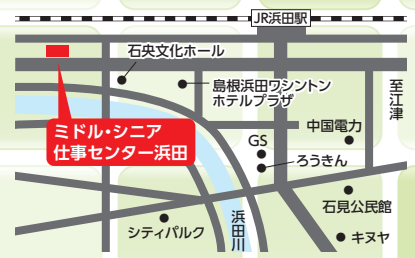 JR浜田駅
石央文化ホール
島根浜田ワシントン
ホテルプラザ
至江津
ミドル・シニア
仕事センター浜田
中国電力
GS
ろうきん
石見公民館
浜田川
シティパルク
キヌヤ